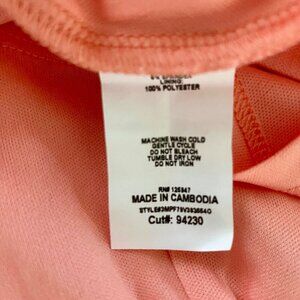 LINING:
100% POLYESTER
MACHINE WASH COLD
GENTLE CYCLE
DO NOT BLEACH
TUMBLE DRY LOW
DO NOT IRON
RN# 125347
MADE IN CAMBODIA
Cut#: 94230